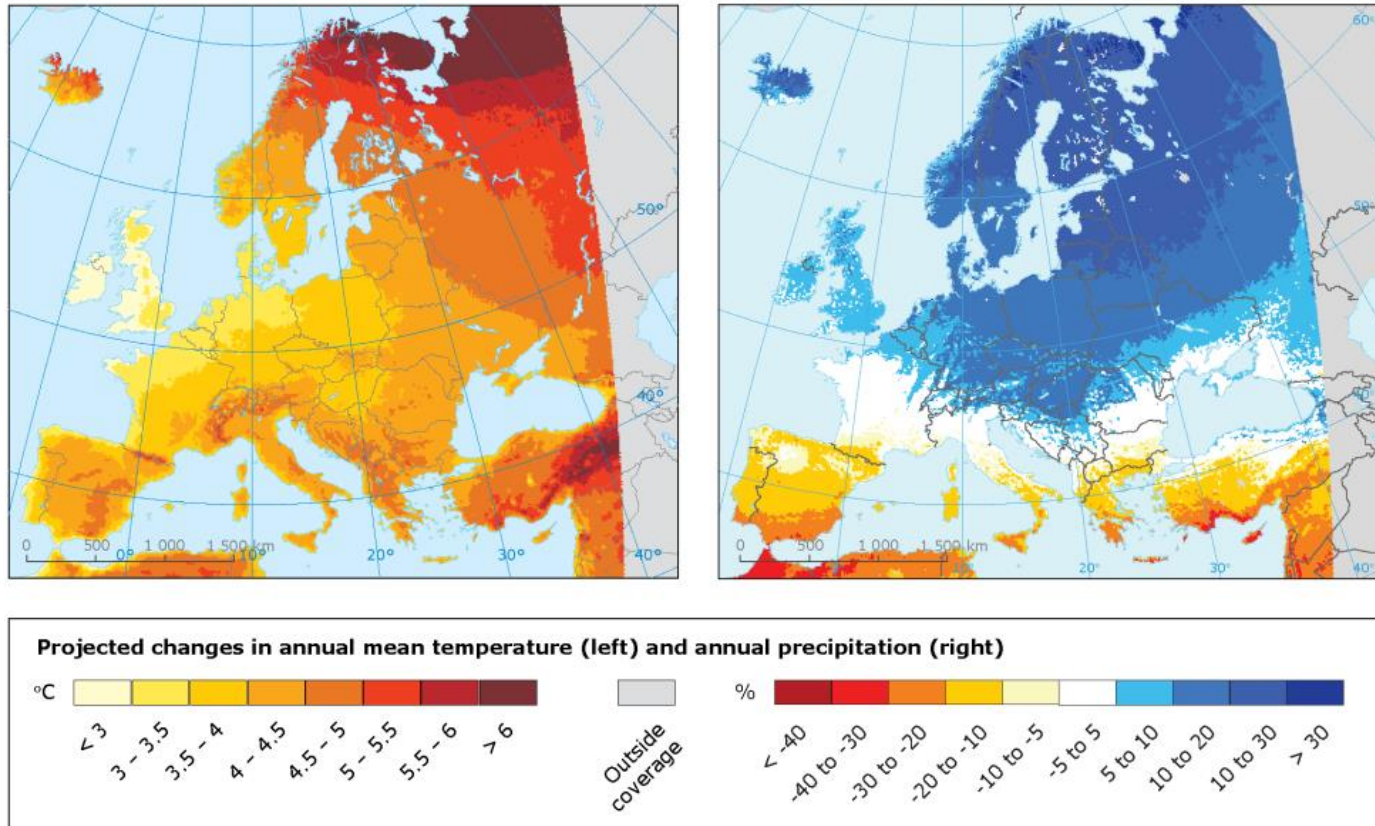 50°
40°
0 500 1 000 1 500 km
0° 10° 20° 30° 40°
60°
50°
40°
0 500 1 000 1 500 km
0° 10° 20° 30° 40°
Projected changes in annual mean temperature (left) and annual precipitation (right)
°C
< 3
3 – 3.5
3.5 – 4
4 – 4.5
4.5 – 5
5 – 5.5
5.5 – 6
> 6
Outside
coverage
%
< -40
-40 to -30
-30 to -20
-20 to -10
-10 to -5
-5 to 5
5 to 10
10 to 20
10 to 30
> 30